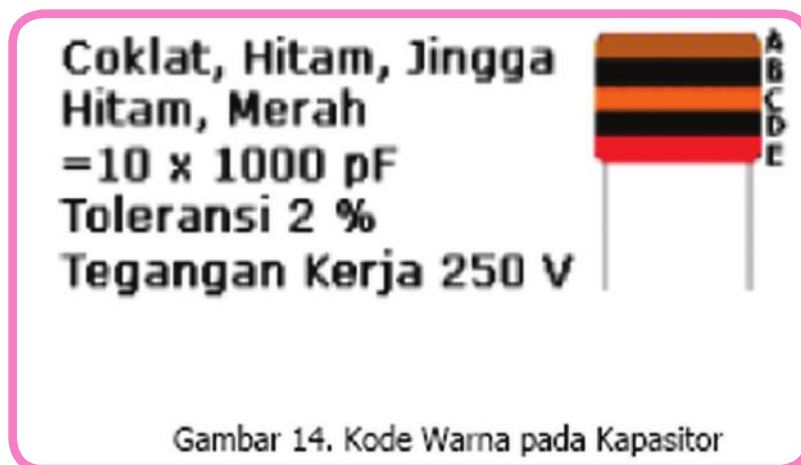 Coklat, Hitam, Jingga
Hitam, Merah
=10 x 1000 pF
Toleransi 2 %
Tegangan Kerja 250 V
A
B
C
D
E
Gambar 14. Kode Warna pada Kapasitor